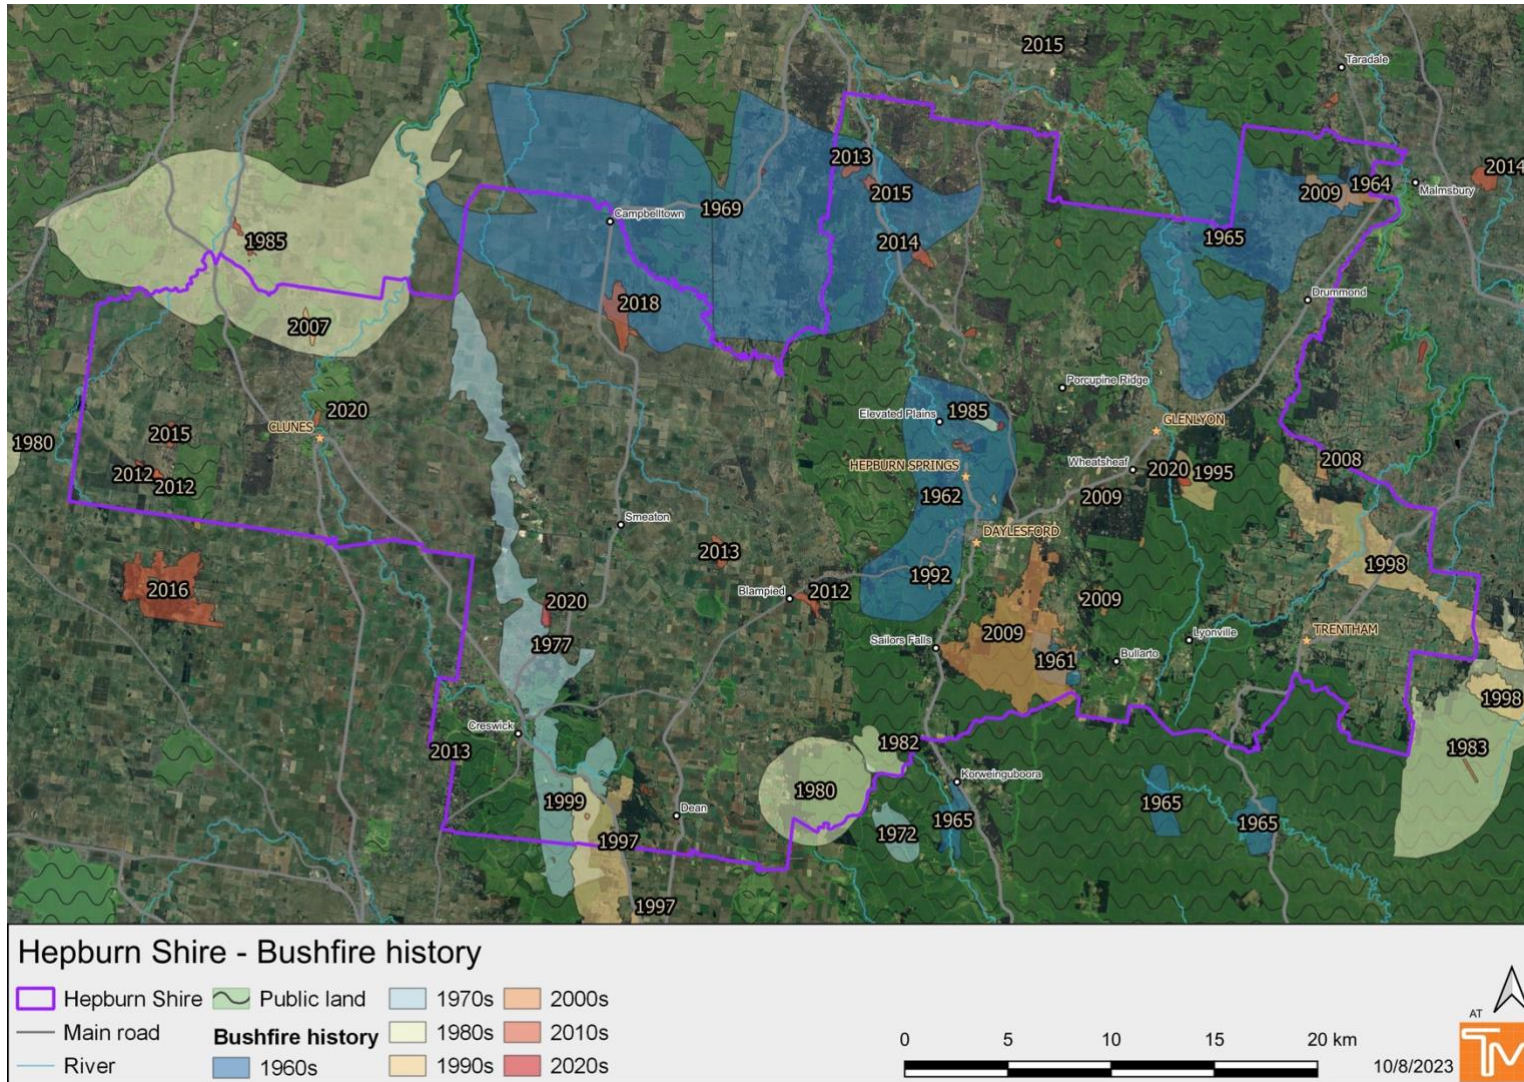 2015
Taradale
2013
2015
2009
1964
2014
Malmsbury
Campbelltown
1969
1985
2014
1965
2018
Drummond
2007
Porcupine Ridge
2020
CLUNES
Elevated Plains
1985
GLENLYON
1980
2015
2012
2012
HEPBURN SPRINGS
1962
Wheatsheaf
2020
1995
2008
2009
Smeaton
DAYLESFORD
2013
1992
1998
2016
2020
Blampied
2012
2009
2009
TRENTHAM
1977
Sailors Falls
1961
Bullarto
Lyonville
Creswick
2013
1982
1998
1983
Korweinguboora
1999
1980
1965
1965
1965
Dean
1972
1997
1997
Hepburn Shire - Bushfire history
Hepburn Shire
Main road
River
Public land
Bushfire history
1960s
1970s
1980s
1990s
2000s
2010s
2020s
0 5 10 15 20 km
AT
10/8/2023
TM